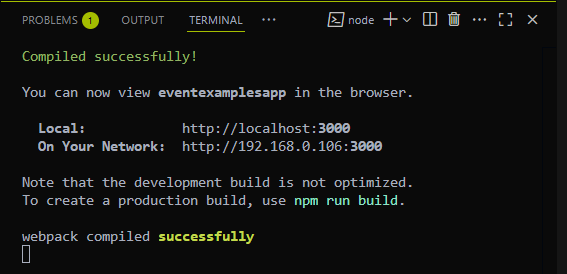 PROBLEMS 1 OUTPUT TERMINAL ··· node
Compiled successfully!
You can now view eventexamplesapp in the browser.
Local: http://localhost:3000
On Your Network: http://192.168.0.106:3000
Note that the development build is not optimized.
To create a production build, use npm run build.
webpack compiled successfully